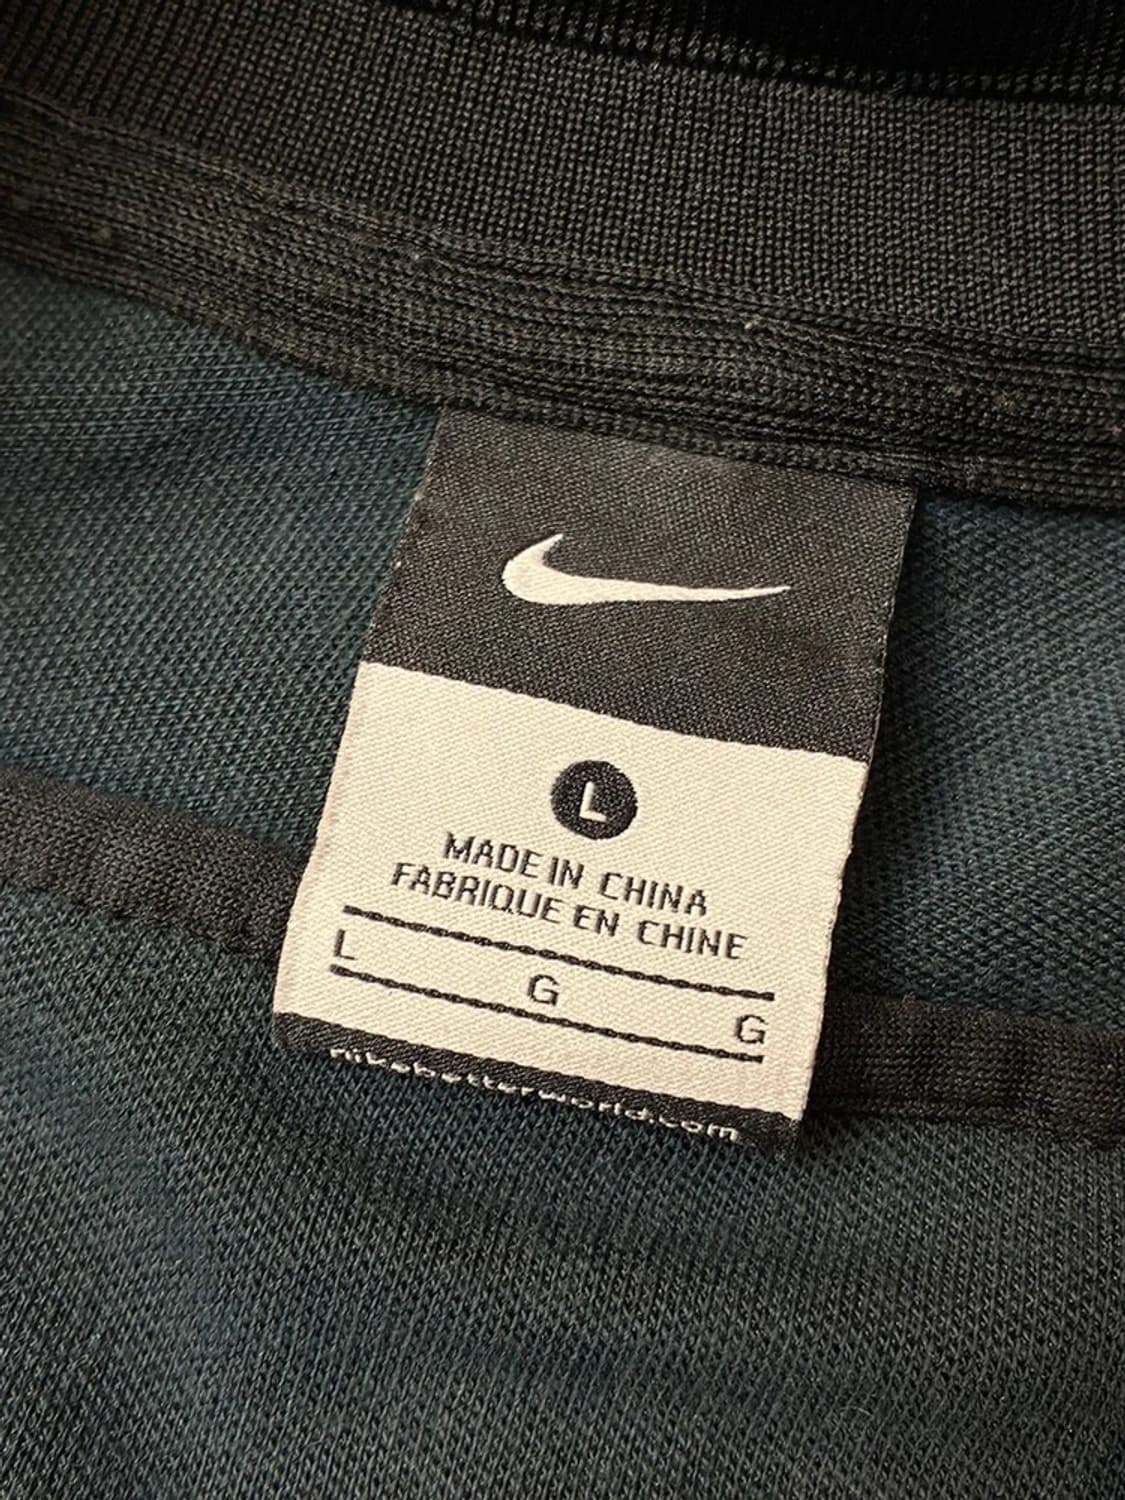 L
MADE IN CHINA
FABRIQUE EN CHINE
L G G
nikebetterworld.com